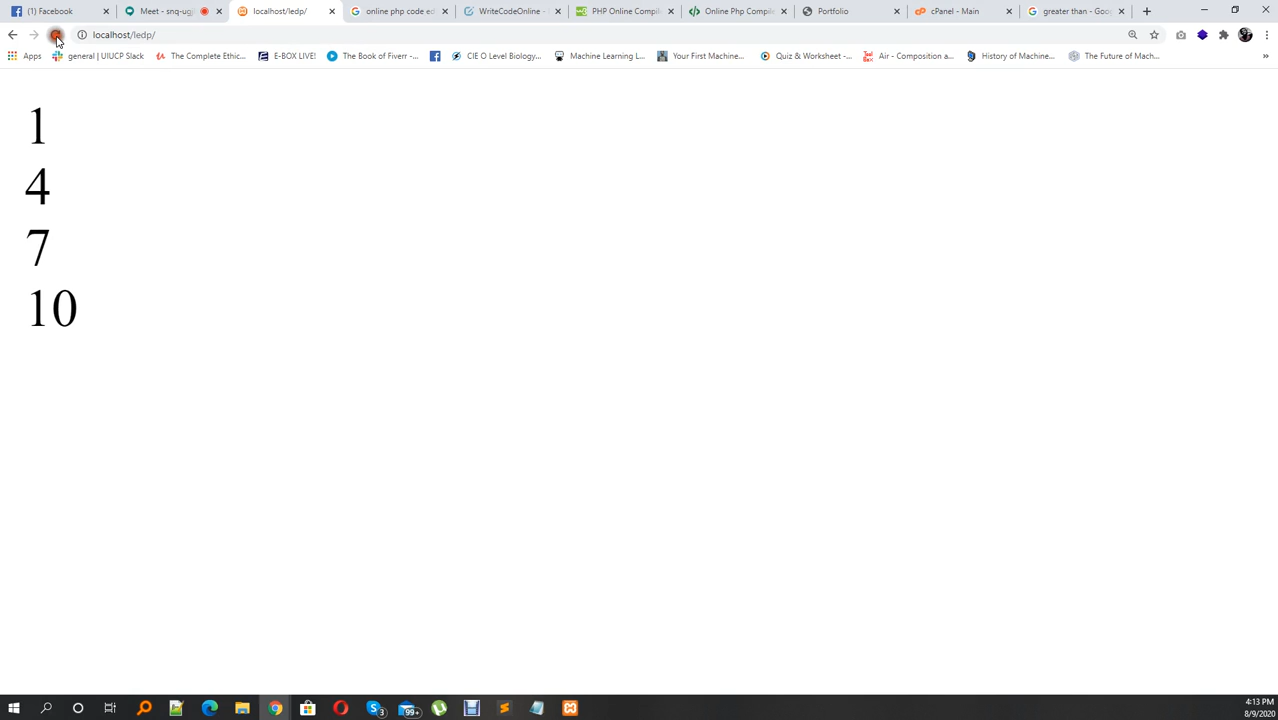 (1) Facebook
Meet - snq-ugj
localhost/ledp/
online php code ed
WriteCodeOnline -
PHP Online Compil
Online Php Compil
Portfolio
cPanel - Main
greater than - Goo
localhost/ledp/
Apps
general | UIUCP Slack
The Complete Ethic...
E-BOX LIVE!
The Book of Fiverr -...
CIE O Level Biology...
Machine Learning L...
Your First Machine...
Quiz & Worksheet -...
Air - Composition a...
History of Machine...
The Future of Mach...
»
1
4
7
10
3
99+
4:13 PM
8/9/2020